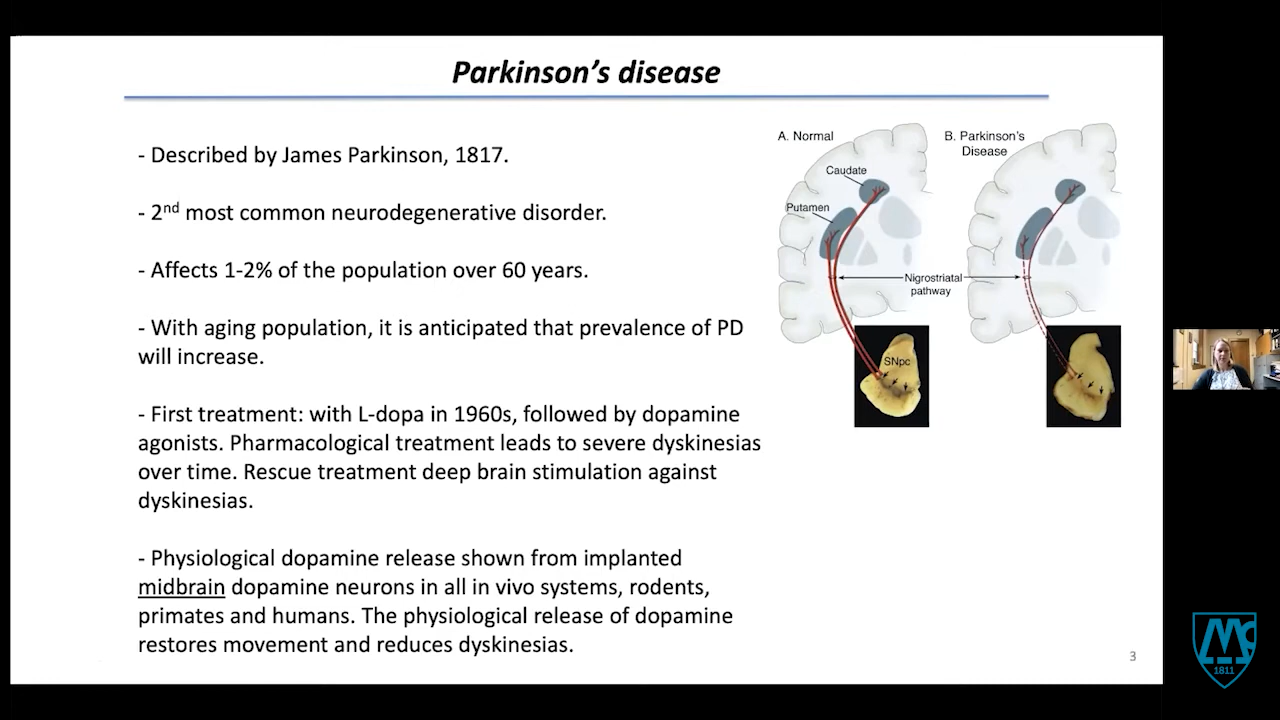 Parkinson's disease
- Described by James Parkinson, 1817.
- 2nd most common neurodegenerative disorder.
- Affects 1-2% of the population over 60 years.
- With aging population, it is anticipated that prevalence of PD
will increase.
- First treatment: with L-dopa in 1960s, followed by dopamine
agonists. Pharmacological treatment leads to severe dyskinesias
over time. Rescue treatment deep brain stimulation against
dyskinesias.
- Physiological dopamine release shown from implanted
midbrain dopamine neurons in all in vivo systems, rodents,
primates and humans. The physiological release of dopamine
restores movement and reduces dyskinesias.
A. Normal
Caudate
Putamen
B. Parkinson's
Disease
Nigrostriatal
pathway
SNpc
3
1811